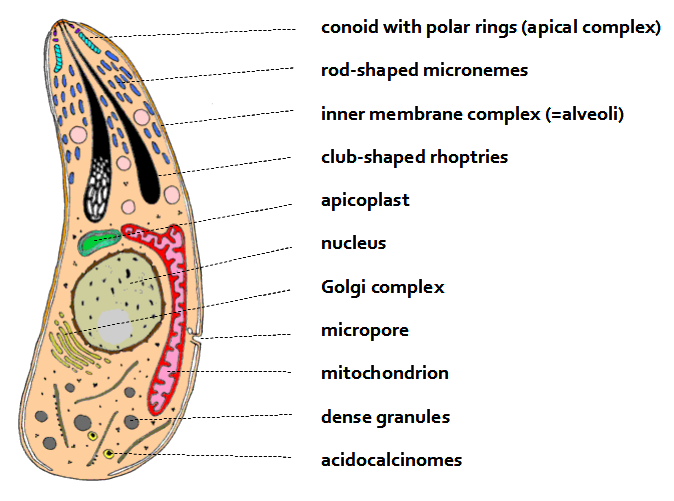 conoid with polar rings (apical complex)
rod-shaped micronemes
inner membrane complex (=alveoli)
club-shaped rhoptries
apicoplast
nucleus
Golgi complex
micropore
mitochondrion
dense granules
acidocalcinomes